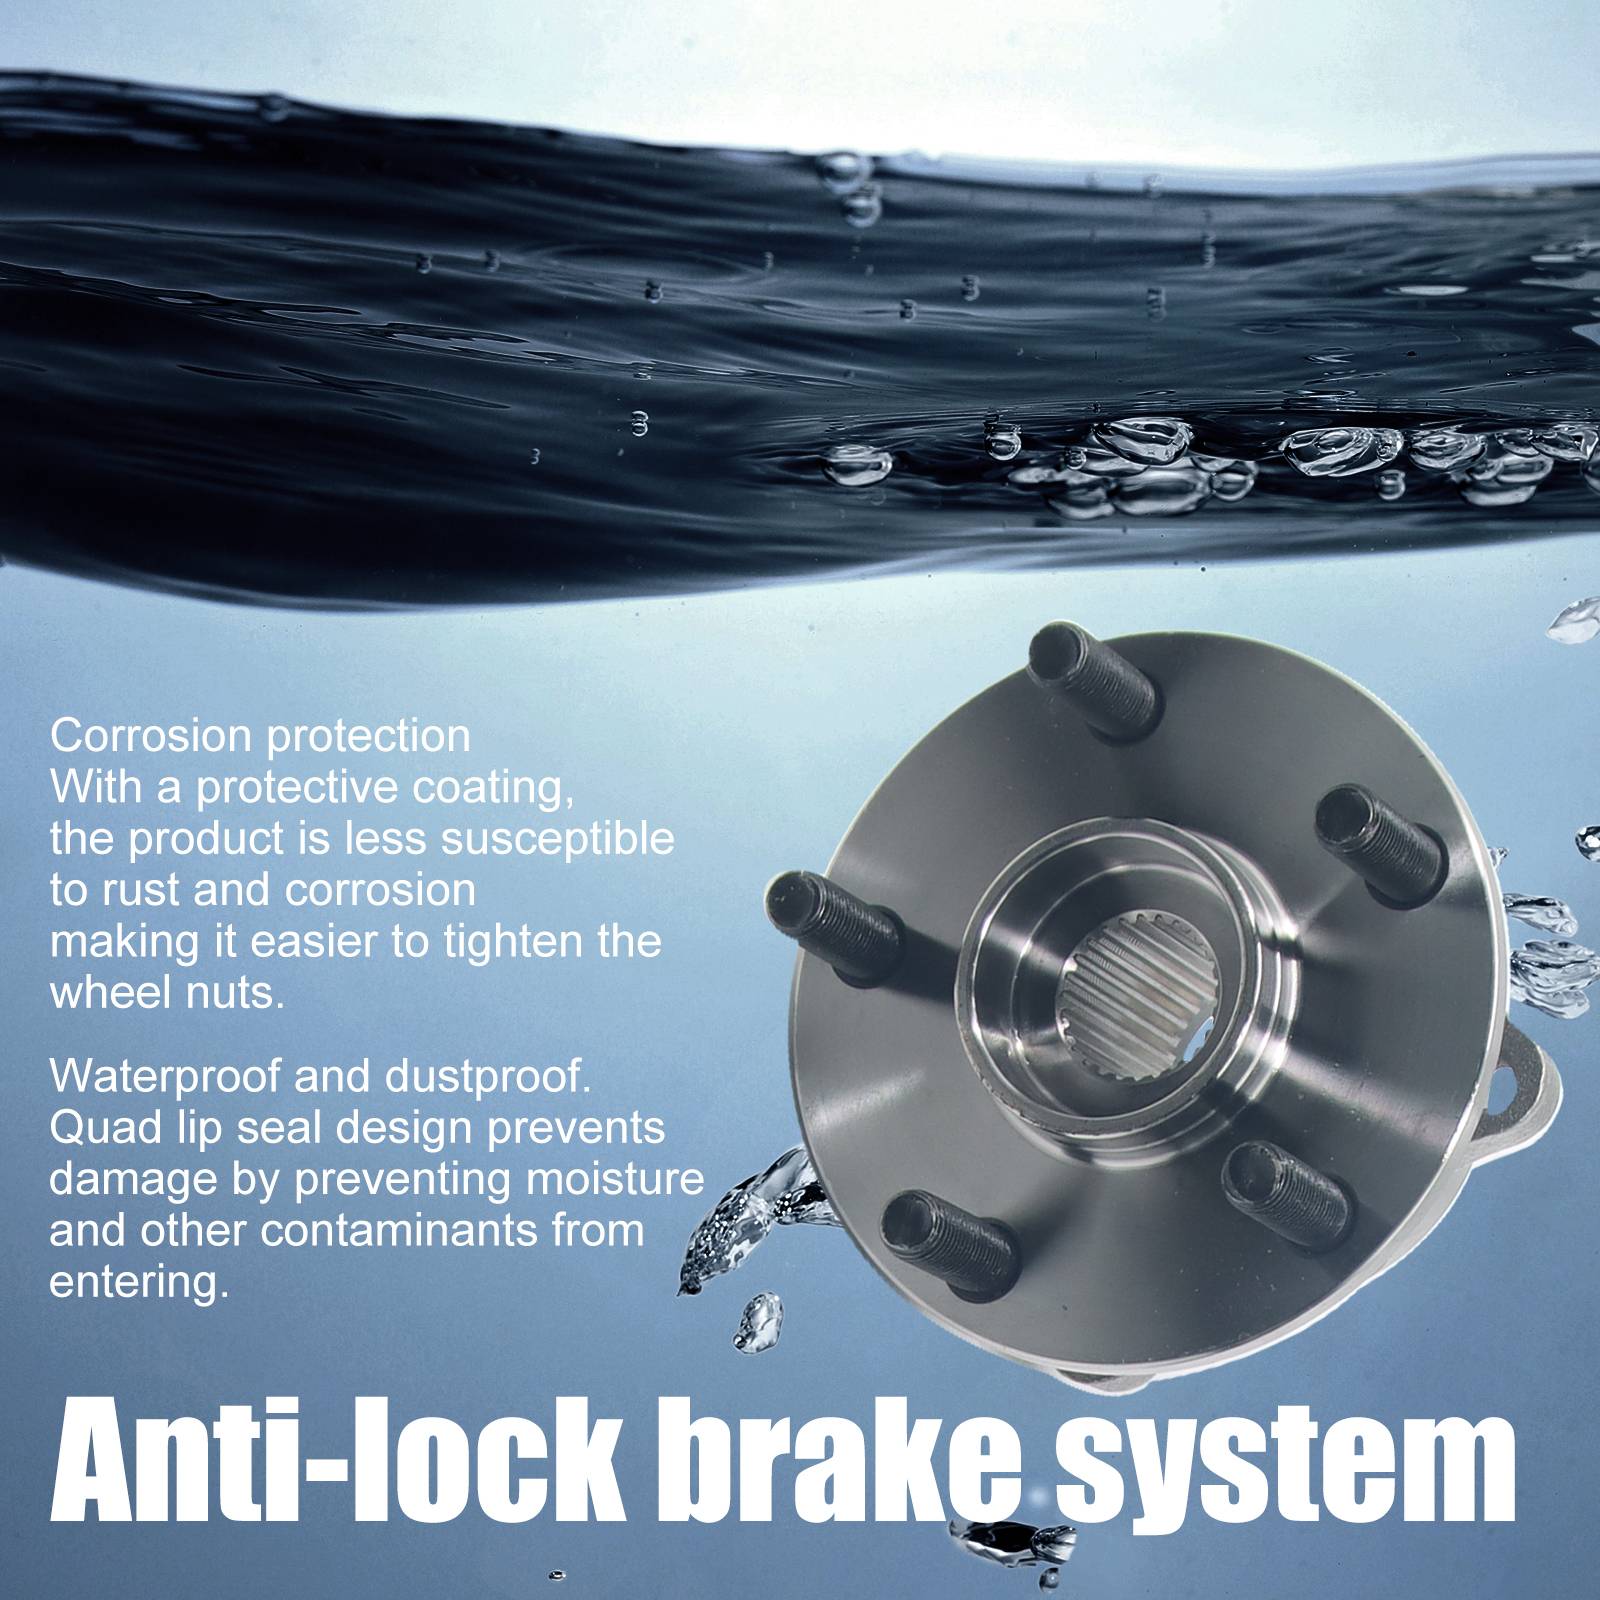 Corrosion protection
With a protective coating,
the product is less susceptible
to rust and corrosion
making it easier to tighten the
wheel nuts.
Waterproof and dustproof.
Quad lip seal design prevents
damage by preventing moisture
and other contaminants from
entering.
Anti-lock brake system